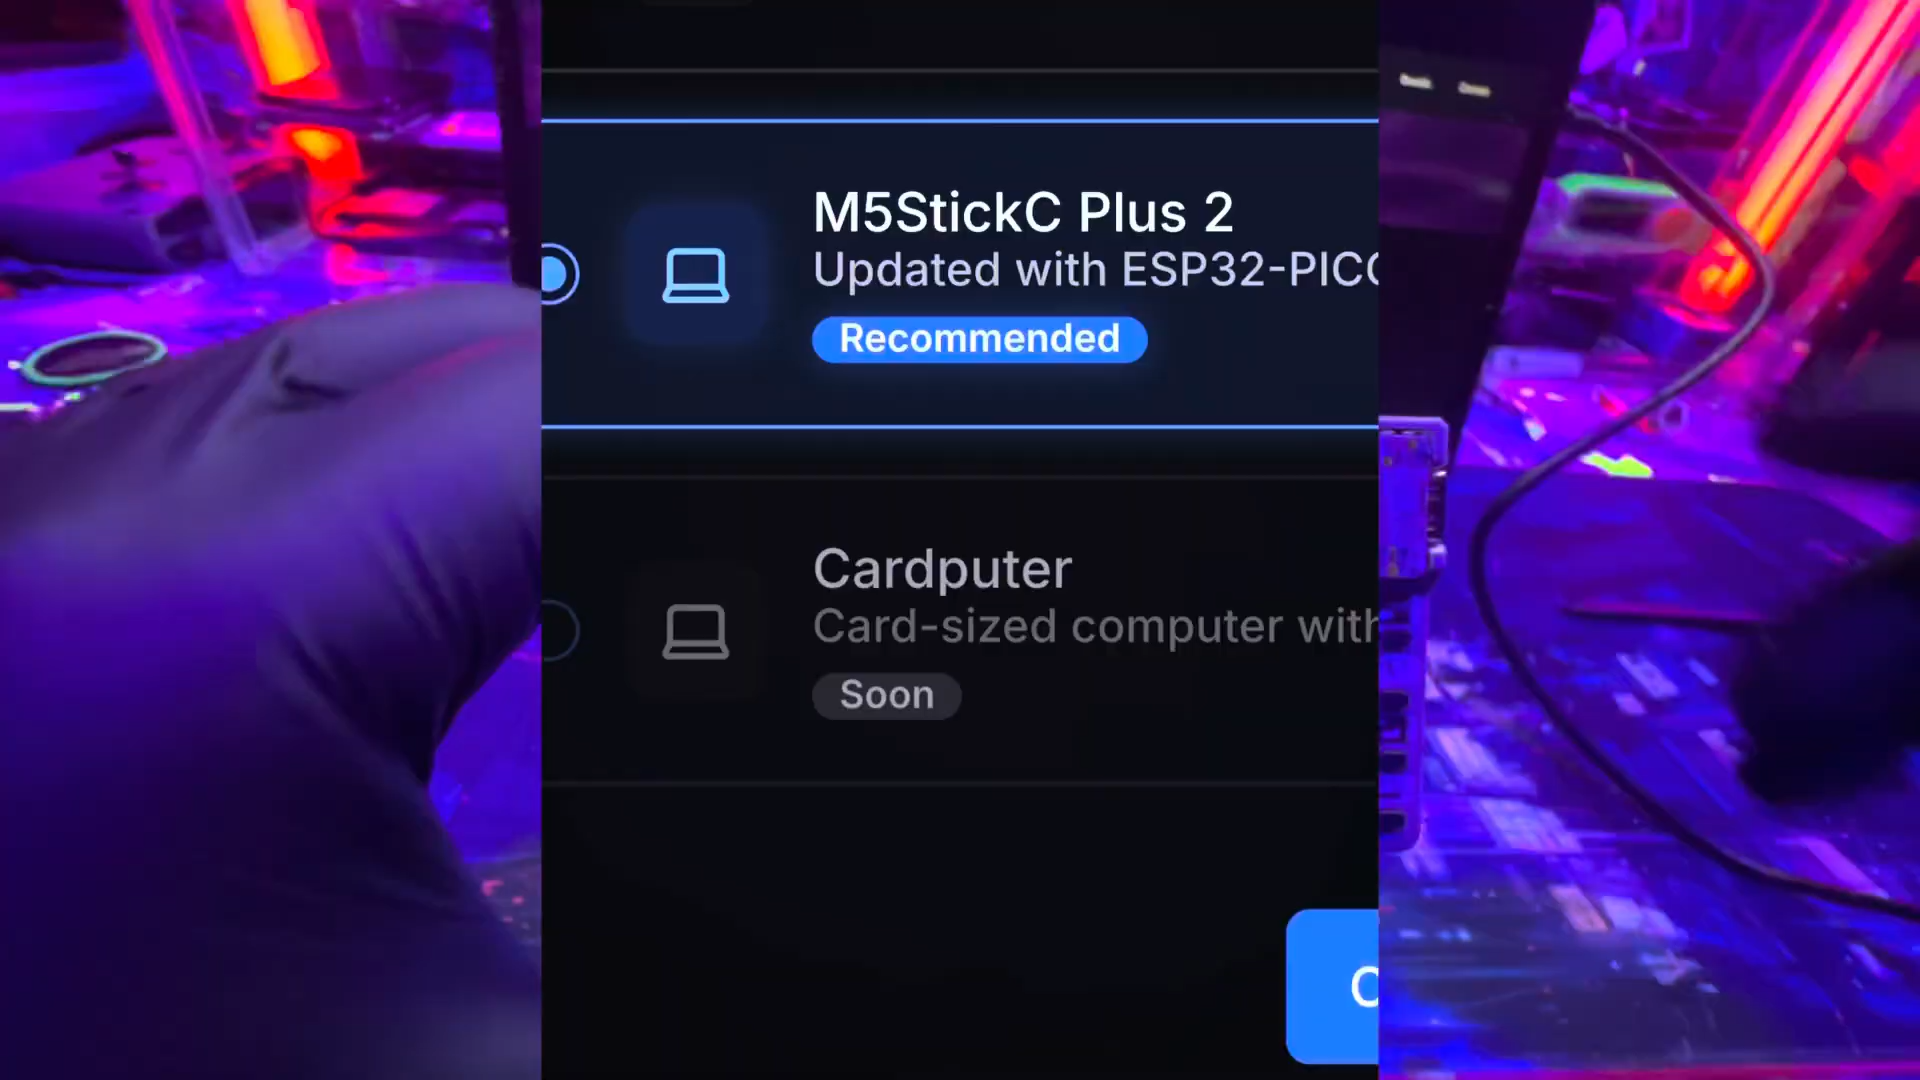 M5StickC Plus 2
Updated with ESP32-PIC
Recommended
Cardputer
Card-sized computer with
Soon